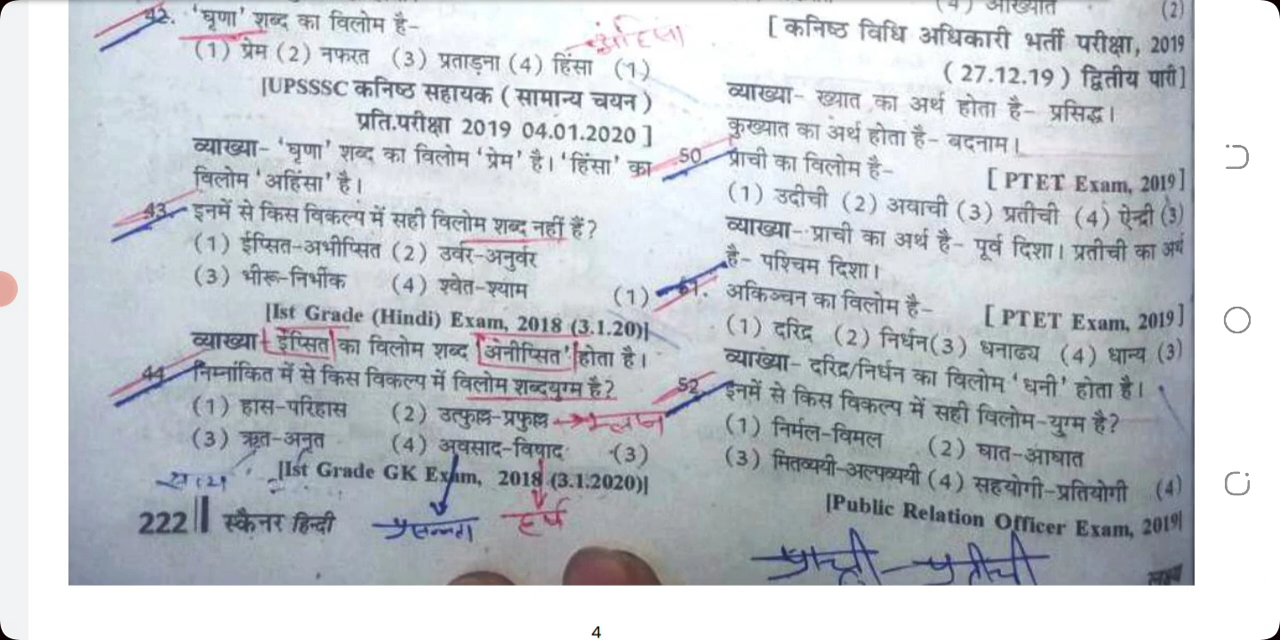 42. 'घृणा' शब्द का विलोम है-
(1) प्रेम (2) नफरत (3) प्रताड़ना (4) हिंसा (1)
[UPSSSC कनिष्ठ सहायक ( सामान्य चयन )
प्रति.परीक्षा 2019 04.01.2020 ]
व्याख्या- 'घृणा' शब्द का विलोम 'प्रेम' है। 'हिंसा' का
विलोम 'अहिंसा' है।
43. इनमें से किस विकल्प में सही विलोम शब्द नहीं हैं?
(1) ईप्सित-अभीप्सित (2) उर्वर-अनुर्वर
(3) भीरू-निर्भीक (4) श्वेत-श्याम (1)
[Ist Grade (Hindi) Exam, 2018 (3.1.20)]
व्याख्या- ईप्सित का विलोम शब्द 'अनीप्सित' होता है।
44. निम्नांकित में से किस विकल्प में विलोम शब्दयुग्म है?
(1) हास-परिहास (2) उत्फुल्ल-प्रफुल्ल
(3) ऋत-अनृत (4) अवसाद-विषाद (3)
[Ist Grade GK Exam, 2018 (3.1.2020)]
सत्य
प्रसन्नता हर्ष
222 स्कैनर हिन्दी
(4) आख्यात (2)
[ कनिष्ठ विधि अधिकारी भर्ती परीक्षा, 2019
( 27.12.19 ) द्वितीय पारी]
व्याख्या- ख्यात का अर्थ होता है- प्रसिद्ध।
कुख्यात का अर्थ होता है- बदनाम।
50 प्राची का विलोम है- [ PTET Exam, 2019]
(1) उदीची (2) अवाची (3) प्रतीची (4) ऐन्द्री (3)
व्याख्या- प्राची का अर्थ है- पूर्व दिशा। प्रतीची का अर्थ
है- पश्चिम दिशा।
51. अकिञ्चन का विलोम है- [ PTET Exam, 2019]
(1) दरिद्र (2) निर्धन(3) धनाढ्य (4) धान्य (3)
व्याख्या- दरिद्र/निर्धन का विलोम 'धनी' होता है।
52. इनमें से किस विकल्प में सही विलोम-युग्म है?
(1) निर्मल-विमल (2) घात-आघात
(3) मितव्ययी-अल्पव्ययी (4) सहयोगी-प्रतियोगी (4)
[Public Relation Officer Exam, 2019]
प्राची-प्रतीची
लक्ष्य
4